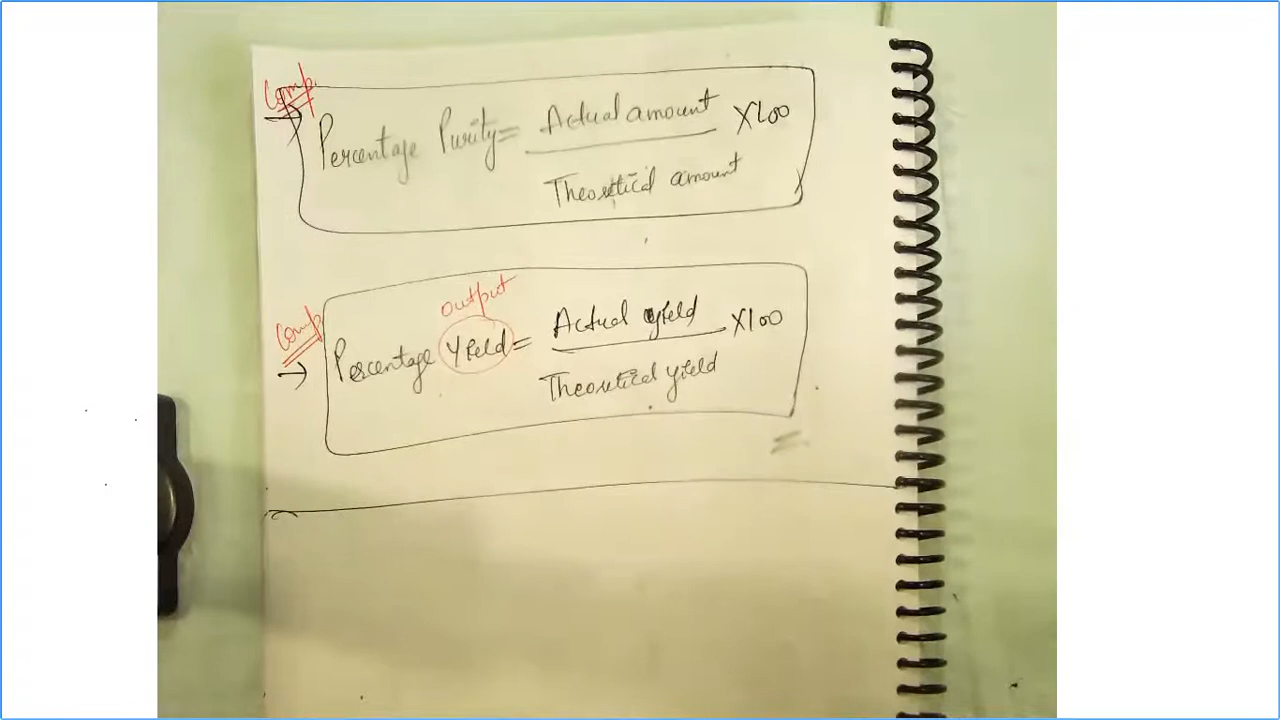 Comp.
Percentage Purity = Actual amount / Theoretical amount X100
output
Comp.
Percentage Yield = Actual yield / Theoretical yield X100